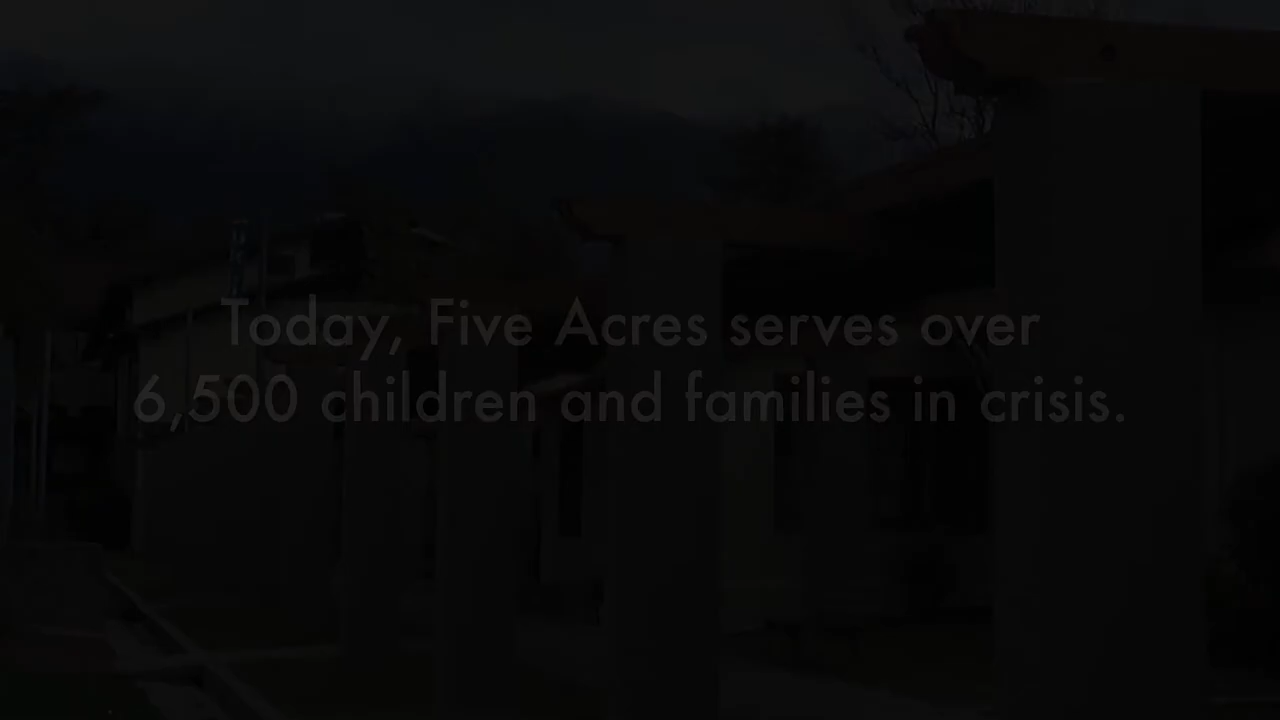 Today, Five Acres serves over
6,500 children and families in crisis.